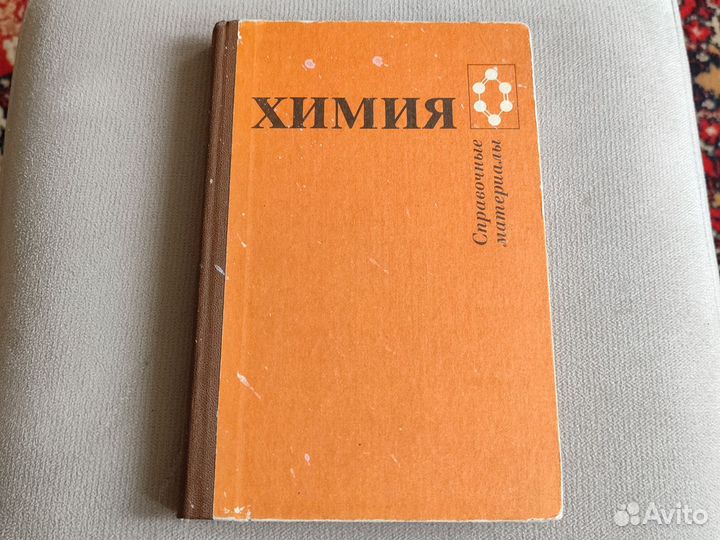 ХИМИЯ
Справочные
материалы
Avito